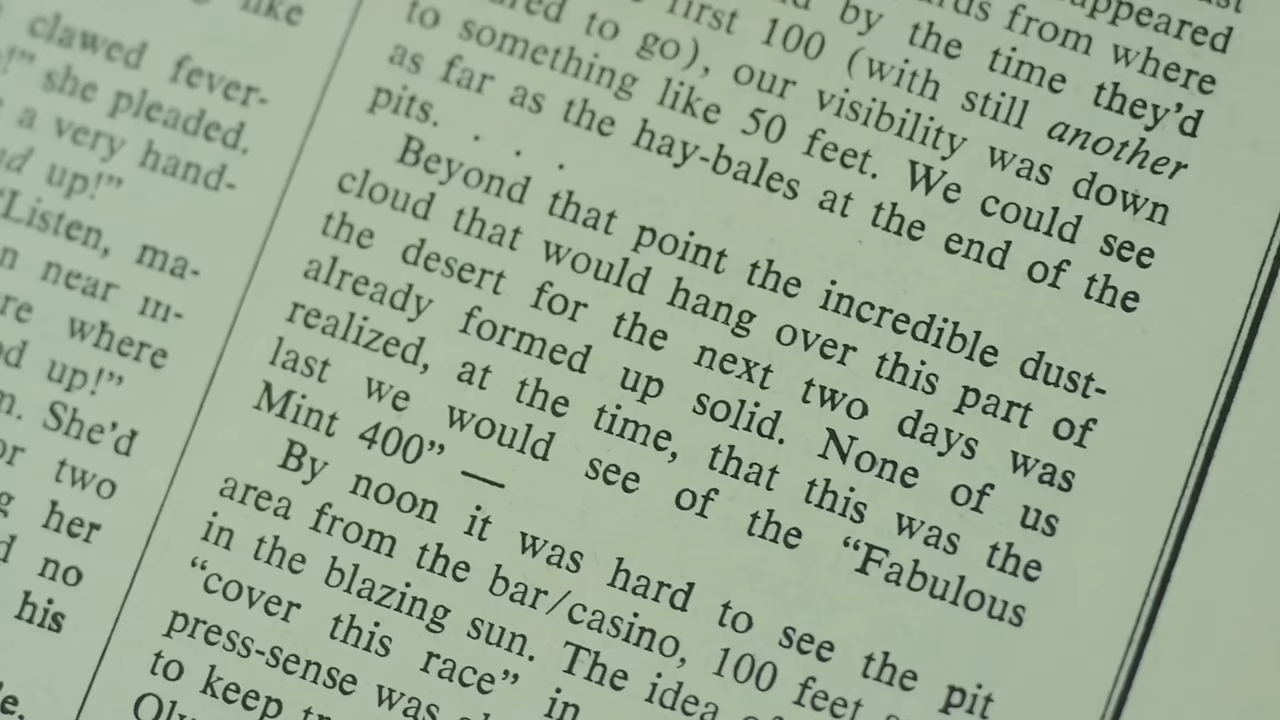 like
clawed fever-
she pleaded.
a very hand-
up!”
“Listen, ma-
near
where
up!”
She’d
two
her
no
his
appeared
from where
by the time they’d
first 100 (with still another
to go), our visibility was down
to something like 50 feet. We could see
as far as the hay-bales at the end of the
pits. . . .
Beyond that point the incredible dust-
cloud that would hang over this part of
the desert for the next two days was
already formed up solid. None of us
realized, at the time, that this was the
last we would see of the “Fabulous
Mint 400” —
By noon it was hard to see the pit
area from the bar/casino, 100 feet
in the blazing sun. The idea
“cover this race” in
press-sense was
to keep